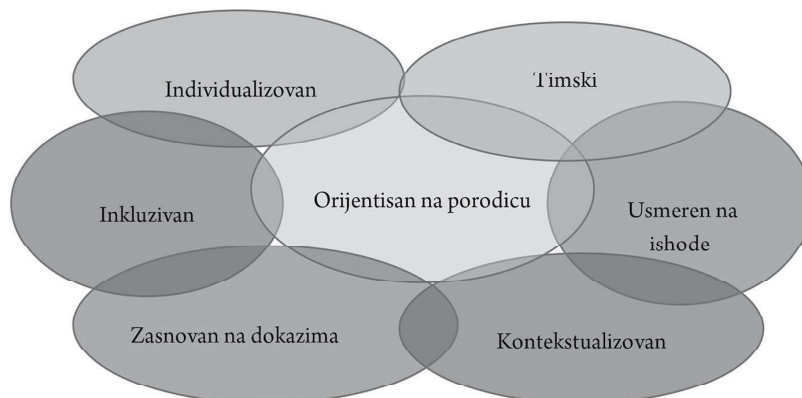 Individualizovan
Timski
Orijentisan na porodicu
Inkluzivan
Usmeren na
ishode
Zasnovan na dokazima
Kontekstualizovan